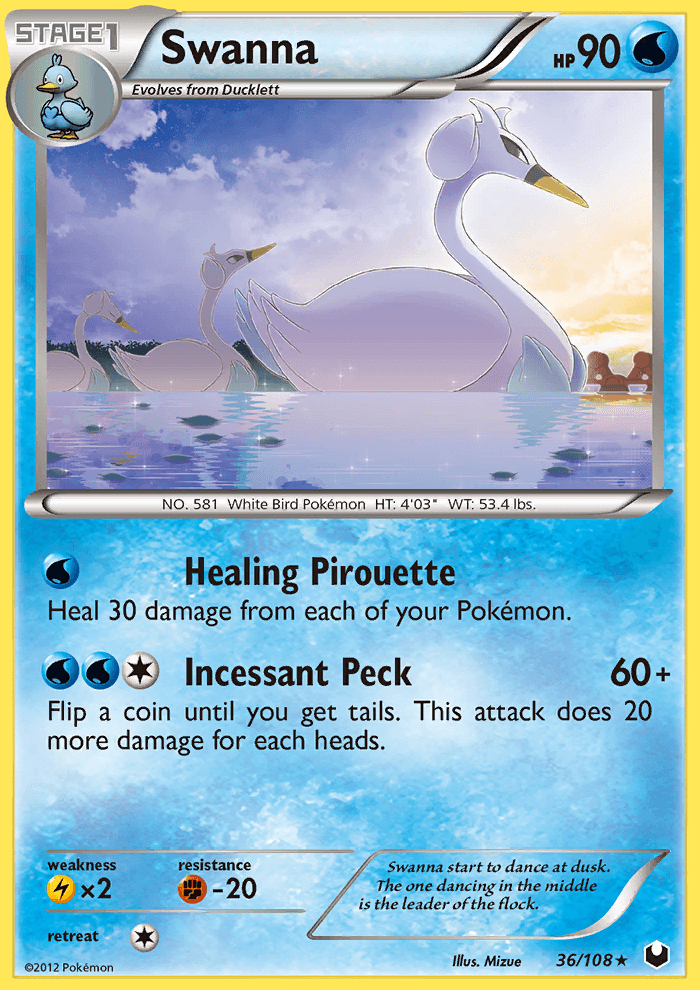 STAGE1
Swanna
HP 90
Evolves from Ducklett
NO. 581 White Bird Pokémon HT: 4'03" WT: 53.4 lbs.
Healing Pirouette
Heal 30 damage from each of your Pokémon.
Incessant Peck 60+
Flip a coin until you get tails. This attack does 20
more damage for each heads.
weakness resistance
×2 -20
Swanna start to dance at dusk.
The one dancing in the middle
is the leader of the flock.
retreat
©2012 Pokémon
Illus. Mizue 36/108 ★